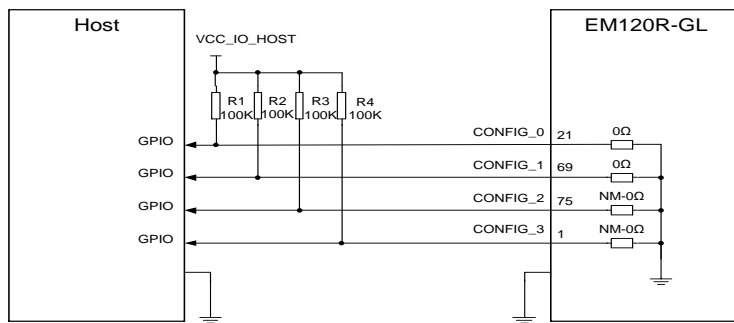 Host
EM120R-GL
VCC_IO_HOST
R1 R2 R3 R4
100K 100K 100K 100K
GPIO CONFIG_0 21 0Ω
GPIO CONFIG_1 69 0Ω
GPIO CONFIG_2 75 NM-0Ω
GPIO CONFIG_3 1 NM-0Ω